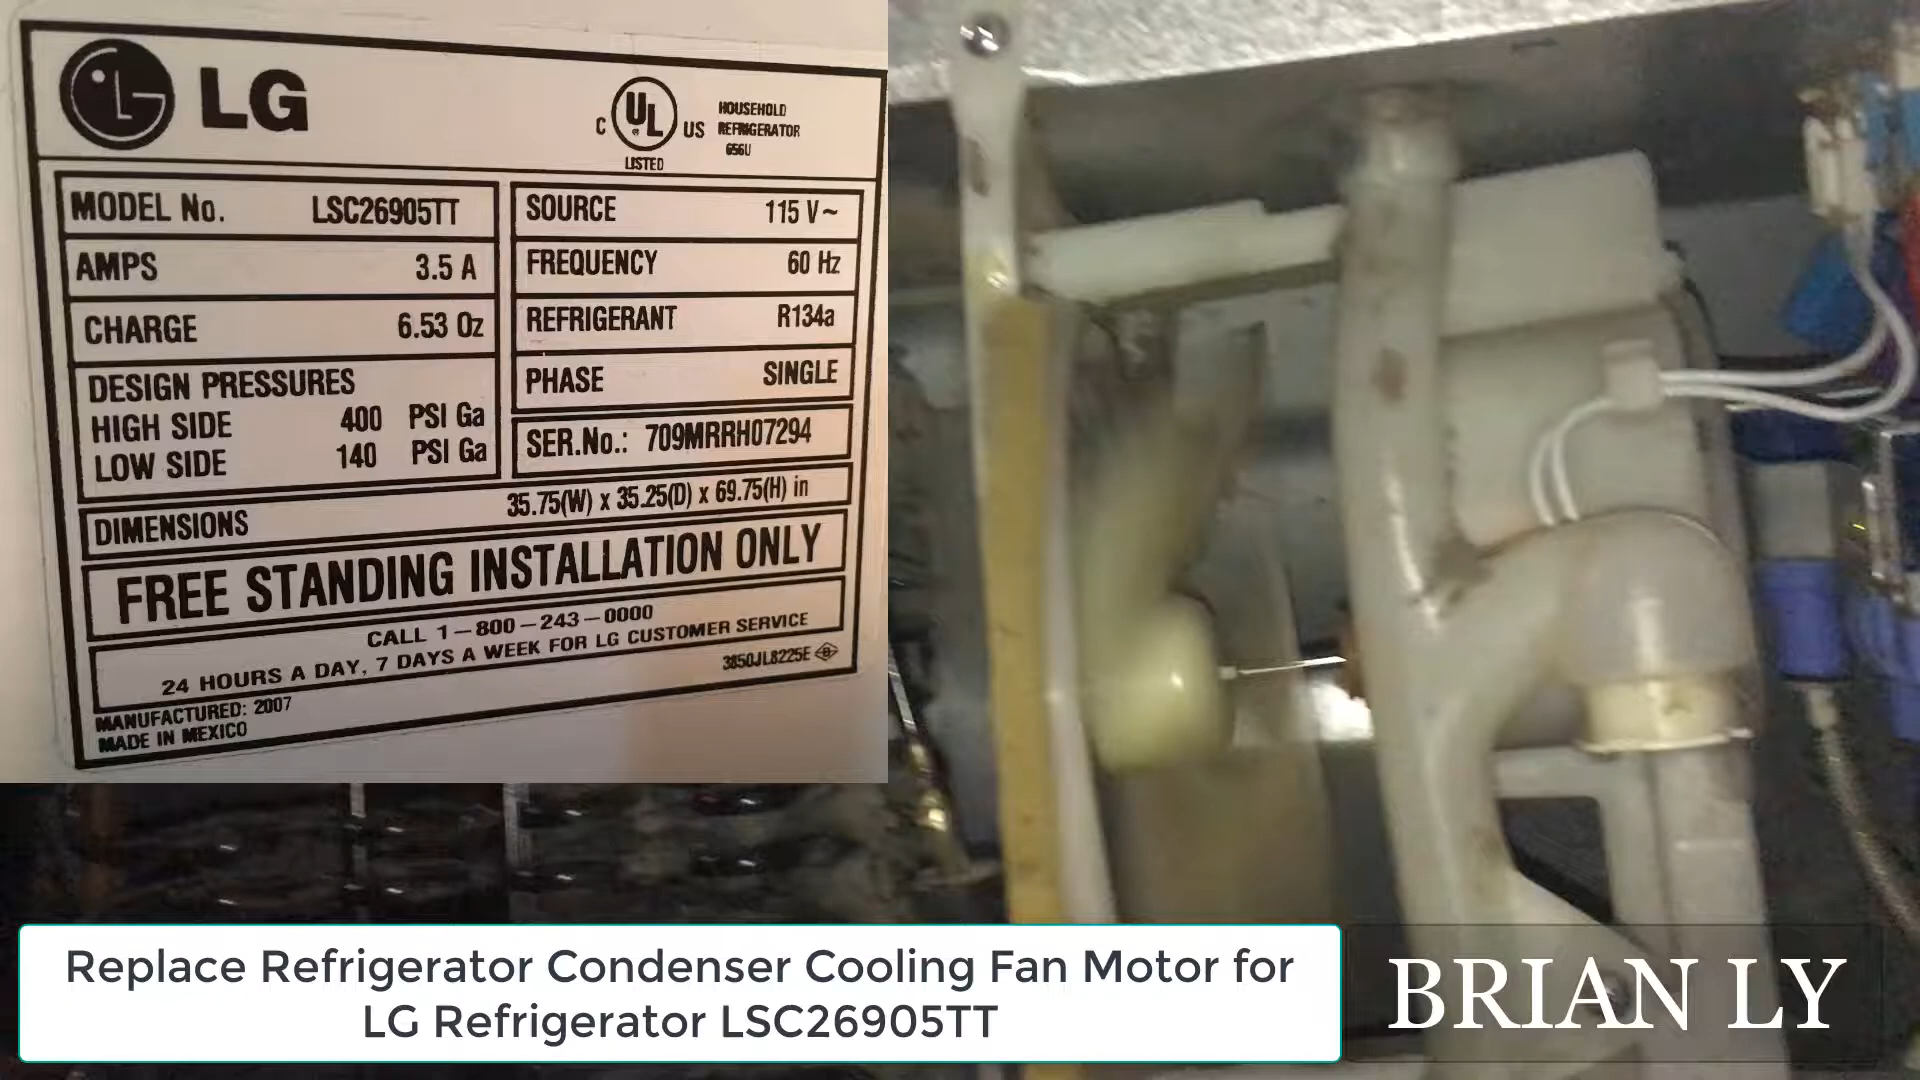 LG
C UL US LISTED
HOUSEHOLD
REFRIGERATOR
656U
MODEL No. LSC26905TT
AMPS 3.5 A
CHARGE 6.53 Oz
DESIGN PRESSURES
HIGH SIDE 400 PSI Ga
LOW SIDE 140 PSI Ga
SOURCE 115 V~
FREQUENCY 60 Hz
REFRIGERANT R134a
PHASE SINGLE
SER.No.: 709MRRH07294
DIMENSIONS 35.75(W) x 35.25(D) x 69.75(H) in
FREE STANDING INSTALLATION ONLY
CALL 1-800-243-0000
24 HOURS A DAY, 7 DAYS A WEEK FOR LG CUSTOMER SERVICE
3850JL8225E
MANUFACTURED: 2007
MADE IN MEXICO
Replace Refrigerator Condenser Cooling Fan Motor for
LG Refrigerator LSC26905TT
BRIAN LY